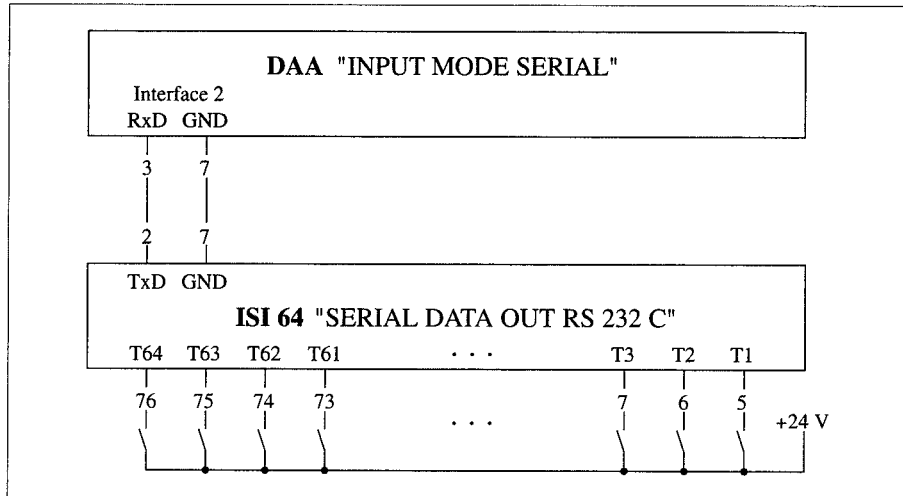 DAA "INPUT MODE SERIAL"
Interface 2
RxD GND
3 7
2 7
TxD GND
ISI 64 "SERIAL DATA OUT RS 232 C"
T64 T63 T62 T61 · · · T3 T2 T1
76 75 74 73 · · · 7 6 5
+24 V